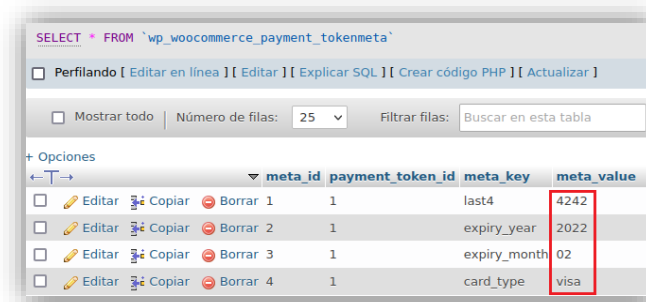 SELECT * FROM `wp_woocommerce_payment_tokenmeta`
Perfilando [ Editar en línea ] [ Editar ] [ Explicar SQL ] [ Crear código PHP ] [ Actualizar ]
Mostrar todo | Número de filas: 25 Filtrar filas: Buscar en esta tabla
+ Opciones
←T→ meta_id payment_token_id meta_key meta_value
Editar Copiar Borrar 1 1 last4 4242
Editar Copiar Borrar 2 1 expiry_year 2022
Editar Copiar Borrar 3 1 expiry_month 02
Editar Copiar Borrar 4 1 card_type visa